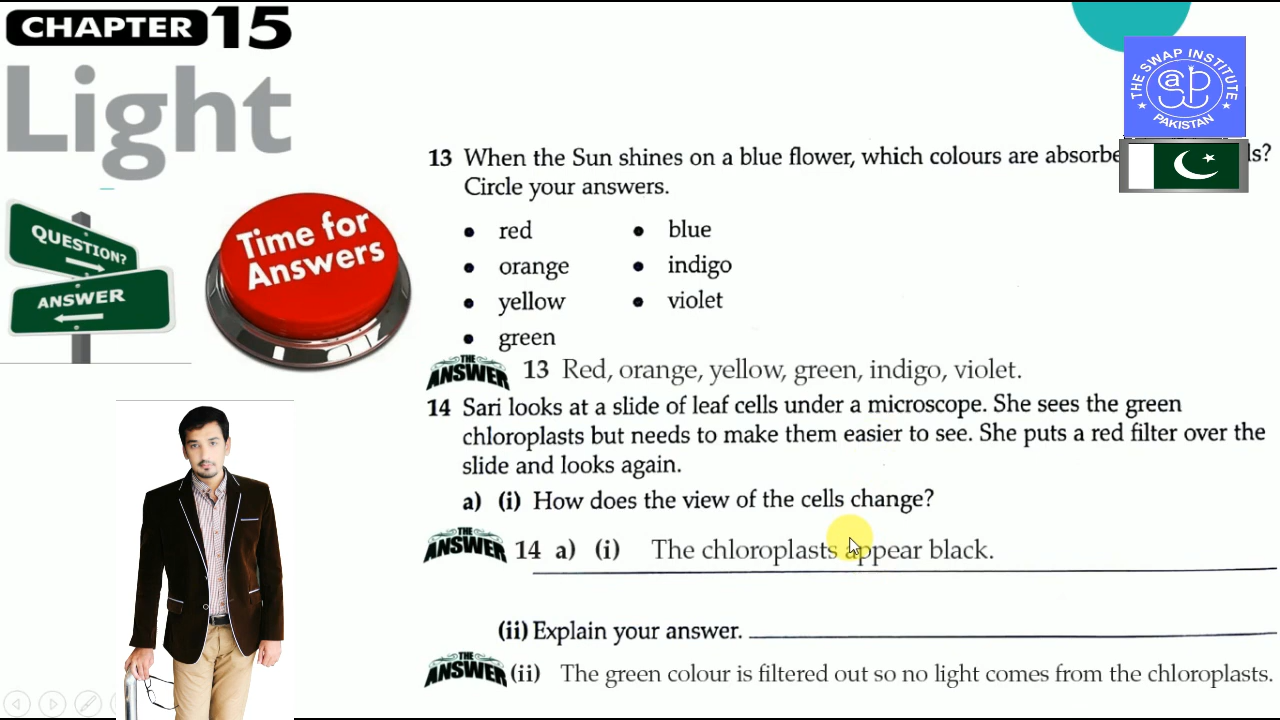 CHAPTER 15
Light
THE SWAP INSTITUTE
PAKISTAN
QUESTION?
ANSWER
Time for
Answers
13 When the Sun shines on a blue flower, which colours are
Circle your answers.
• red
• orange
• yellow
• green
• blue
• indigo
• violet
THE ANSWER 13 Red, orange, yellow, green, indigo, violet.
14 Sari looks at a slide of leaf cells under a microscope. She sees the green
chloroplasts but needs to make them easier to see. She puts a red filter over the
slide and looks again.
a) (i) How does the view of the cells change?
THE ANSWER 14 a) (i) The chloroplasts appear black.
(ii) Explain your answer.
THE ANSWER (ii) The green colour is filtered out so no light comes from the chloroplasts.